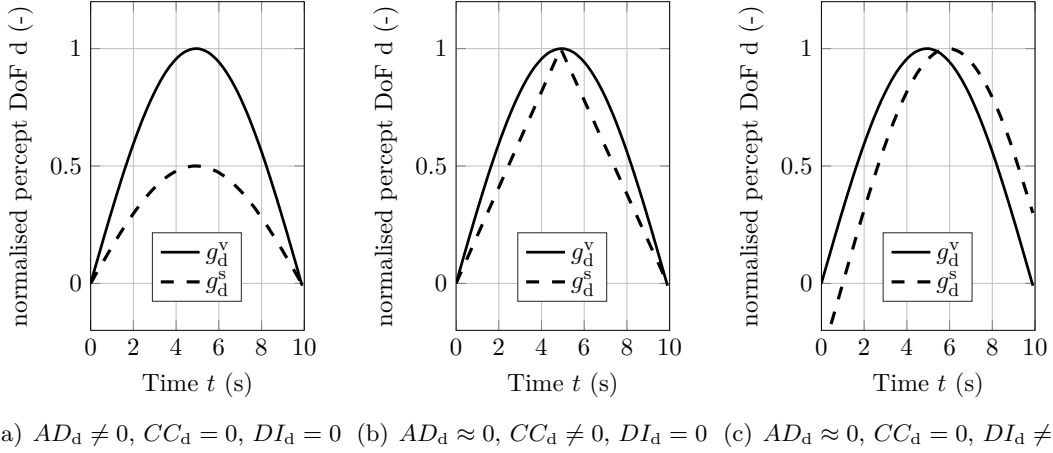 normalised percept DoF d (-)
1
0.5
0
g_d^v
g_d^s
0 2 4 6 8 10
Time t (s)
a) AD_d ≠ 0, CC_d = 0, DI_d = 0
normalised percept DoF d (-)
1
0.5
0
g_d^v
g_d^s
0 2 4 6 8 10
Time t (s)
(b) AD_d ≈ 0, CC_d ≠ 0, DI_d = 0
normalised percept DoF d (-)
1
0.5
0
g_d^v
g_d^s
0 2 4 6 8 10
Time t (s)
(c) AD_d ≈ 0, CC_d = 0, DI_d ≠